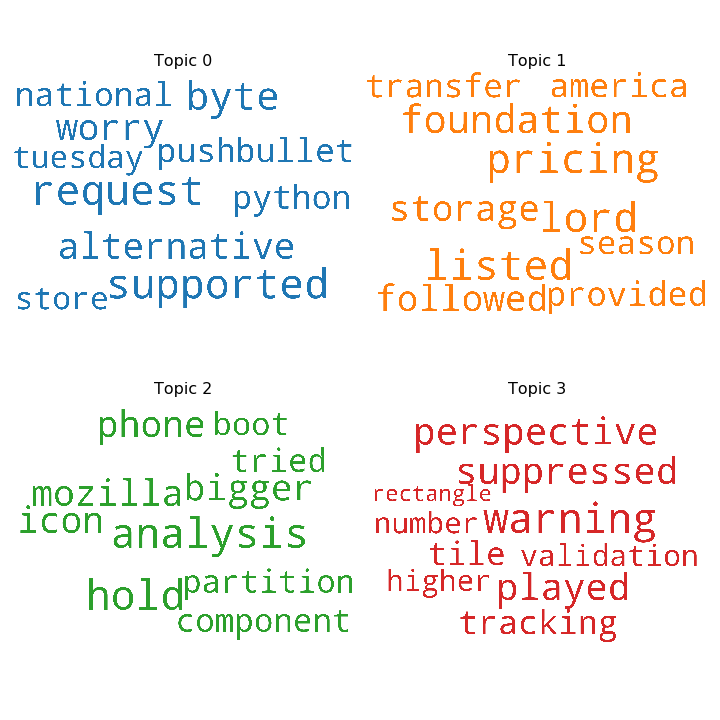 Topic 0
national byte
worry
tuesday pushbullet
request python
alternative
supported
store
Topic 1
transfer america
foundation
pricing
storage lord
season
listed
followed provided
Topic 2
phone boot
tried
mozilla bigger
icon analysis
hold partition
component
Topic 3
perspective
suppressed
rectangle
number warning
tile validation
higher played
tracking